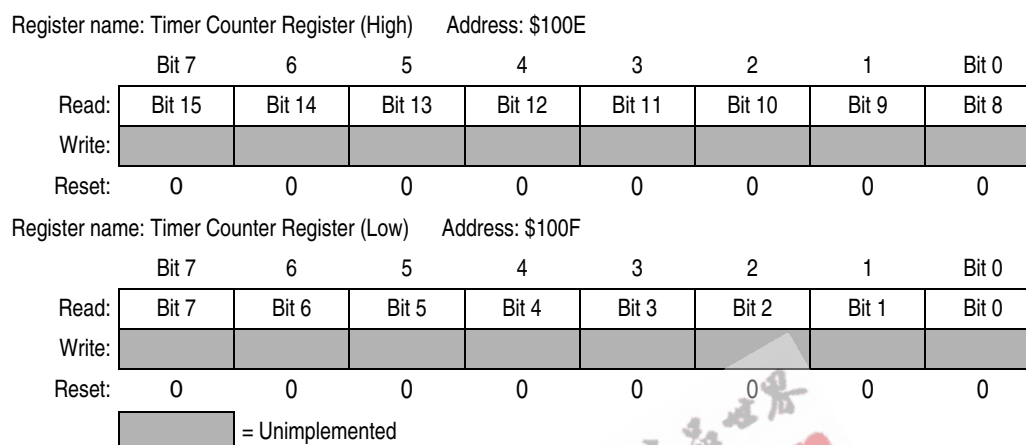 Register name: Timer Counter Register (High) Address: $100E
Bit 7 6 5 4 3 2 1 Bit 0
Read: Bit 15 Bit 14 Bit 13 Bit 12 Bit 11 Bit 10 Bit 9 Bit 8
Write:
Reset: 0 0 0 0 0 0 0 0
Register name: Timer Counter Register (Low) Address: $100F
Bit 7 6 5 4 3 2 1 Bit 0
Read: Bit 7 Bit 6 Bit 5 Bit 4 Bit 3 Bit 2 Bit 1 Bit 0
Write:
Reset: 0 0 0 0 0 0 0 0
= Unimplemented